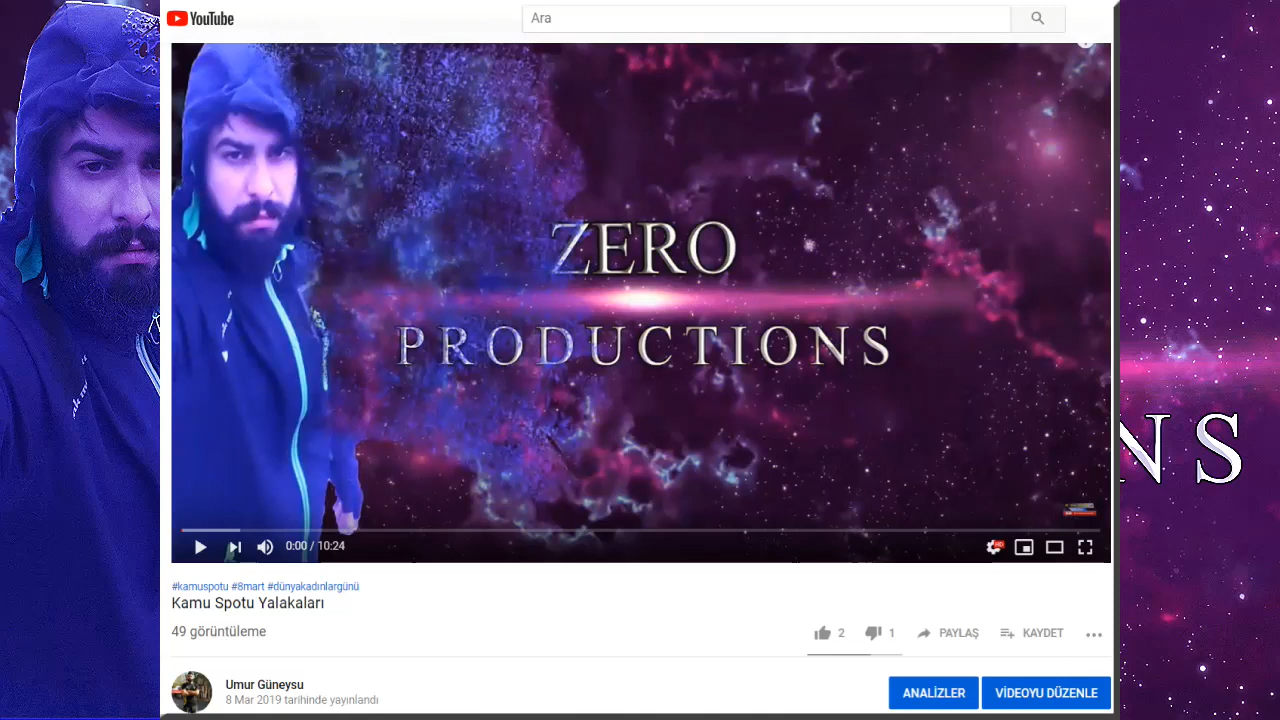 YouTube
Ara
ZERO
PRODUCTIONS
NS
0:00 / 10:24
HD
#kamuspotu #8mart #dünyakadınlargünü
Kamu Spotu Yalakaları
49 görüntüleme
2
1
PAYLAŞ
KAYDET
Umur Güneysu
8 Mar 2019 tarihinde yayınlandı
ANALİZLER
VİDEOYU DÜZENLE